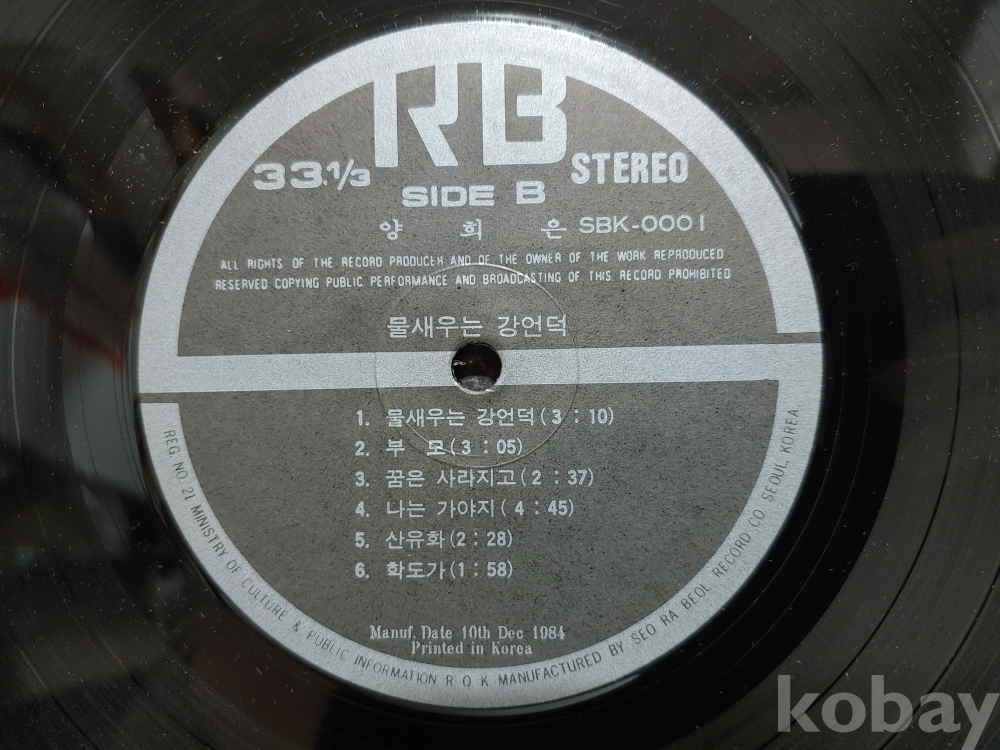 RB
33.1/3 SIDE B STEREO
양 희 은 SBK-0001
ALL RIGHTS OF THE RECORD PRODUCER AND OF THE OWNER OF THE WORK REPRODUCED
RESERVED COPYING PUBLIC PERFORMANCE AND BROADCASTING OF THIS RECORD PROHIBITED
물새우는 강언덕
1. 물새우는 강언덕(3 : 10)
2. 부 모(3 : 05)
3. 꿈은 사라지고(2 : 37)
4. 나는 가야지(4 : 45)
5. 산유화(2 : 28)
6. 학도가(1 : 58)
Manuf. Date 10th Dec 1984
Printed in Korea
REG. NO 21 MINISTRY OF CULTURE & PUBLIC INFORMATION R O K MANUFACTURED BY SEO RA BEOL RECORD CO SEOUL KOREA
kobay